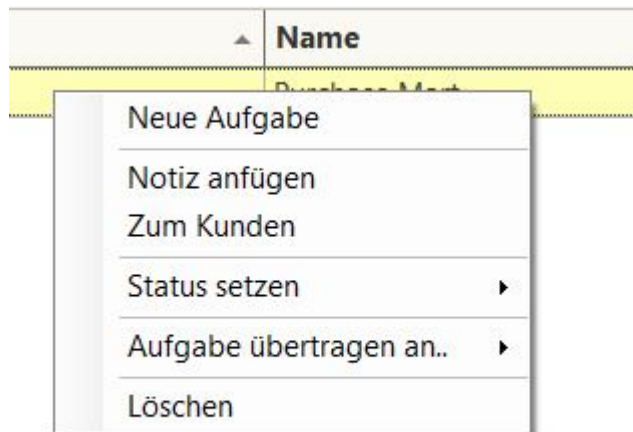 Name
Neue Aufgabe
Notiz anfügen
Zum Kunden
Status setzen
Aufgabe übertragen an..
Löschen